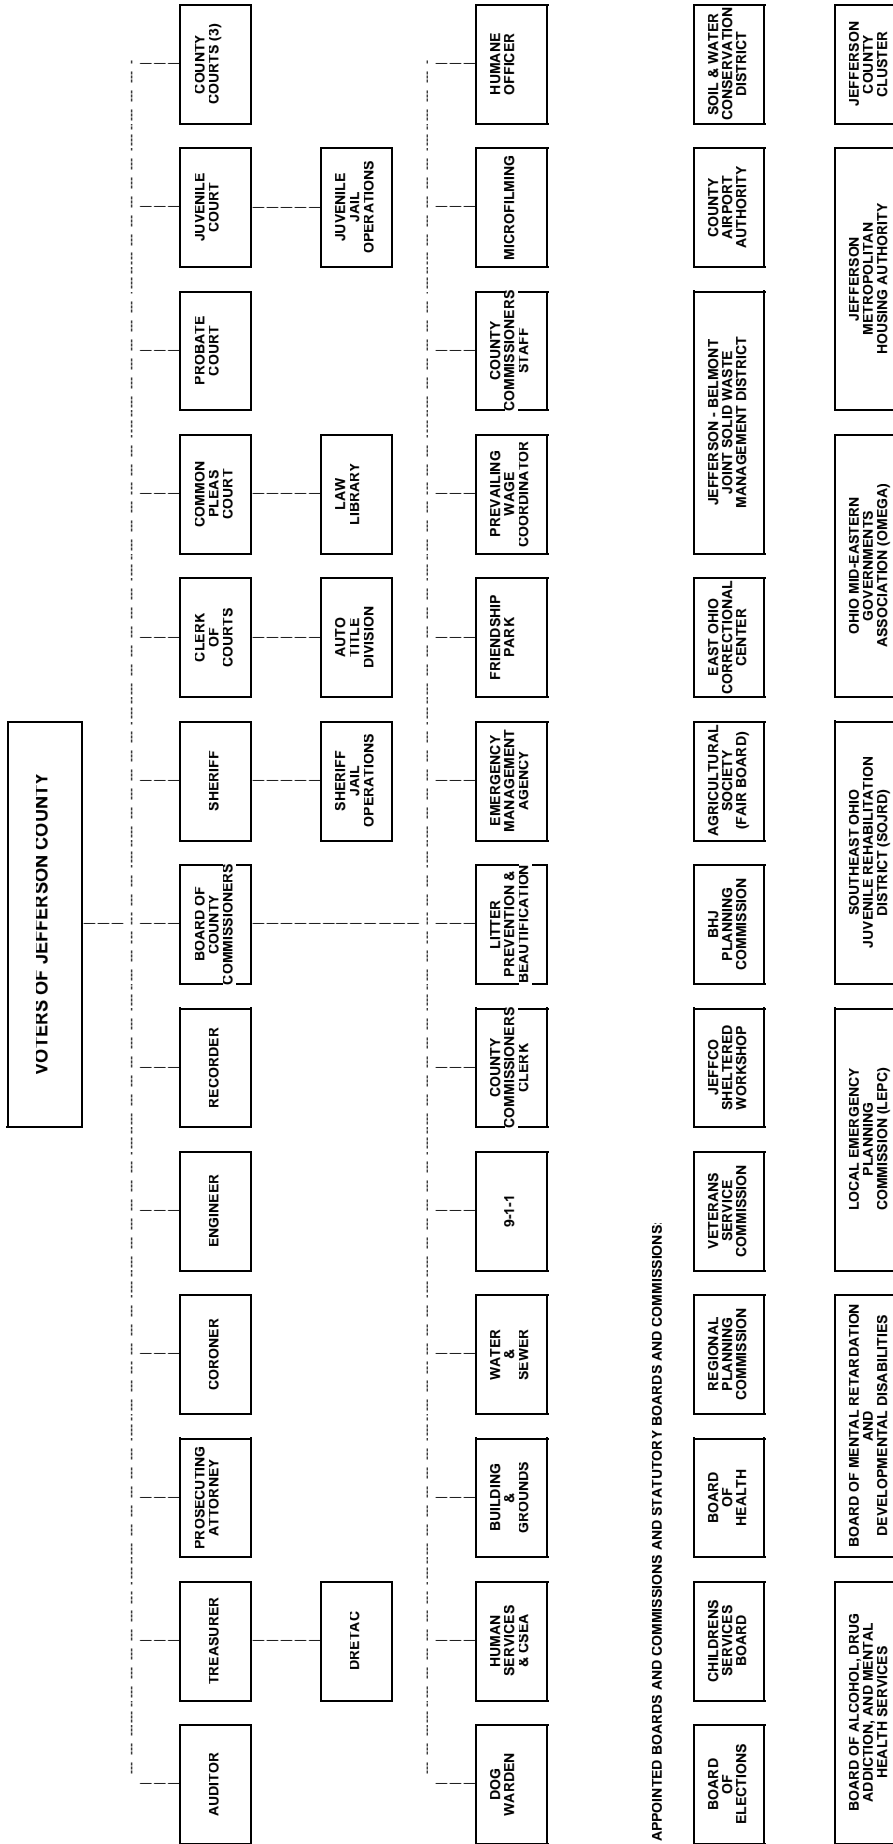 VOTERS OF JEFFERSON COUNTY
AUDITOR
TREASURER
PROSECUTING
ATTORNEY
CORONER
ENGINEER
RECORDER
BOARD OF
COUNTY
COMMISSIONERS
SHERIFF
CLERK
OF
COURTS
COMMON
PLEAS
COURT
PROBATE
COURT
JUVENILE
COURT
COUNTY
COURTS (3)
DRETAC
SHERIFF
JAIL
OPERATIONS
AUTO
TITLE
DIVISION
LAW
LIBRARY
JUVENILE
JAIL
OPERATIONS
DOG
WARDEN
HUMAN
SERVICES
& CSEA
BUILDING
&
GROUNDS
WATER
&
SEWER
9-1-1
COUNTY
COMMISSIONERS
CLERK
LITTER
PREVENTION &
BEAUTIFICATION
EMERGENCY
MANAGEMENT
AGENCY
FRIENDSHIP
PARK
PREVAILING
WAGE
COORDINATOR
COUNTY
COMMISSIONERS
STAFF
MICROFILMING
HUMANE
OFFICER
APPOINTED BOARDS AND COMMISSIONS AND STATUTORY BOARDS AND COMMISSIONS:
BOARD
OF
ELECTIONS
CHILDRENS
SERVICES
BOARD
BOARD
OF
HEALTH
REGIONAL
PLANNING
COMMISSION
VETERANS
SERVICE
COMMISSION
JEFFCO
SHELTERED
WORKSHOP
BHJ
PLANNING
COMMISSION
AGRICULTURAL
SOCIETY
(FAIR BOARD)
EAST OHIO
CORRECTIONAL
CENTER
JEFFERSON - BELMONT
JOINT SOLID WASTE
MANAGEMENT DISTRICT
COUNTY
AIRPORT
AUTHORITY
SOIL & WATER
CONSERVATION
DISTRICT
BOARD OF ALCOHOL, DRUG
ADDICTION, AND MENTAL
HEALTH SERVICES
BOARD OF MENTAL RETARDATION
AND
DEVELOPMENTAL DISABILITIES
LOCAL EMERGENCY
PLANNING
COMMISSION (LEPC)
SOUTHEAST OHIO
JUVENILE REHABILITATION
DISTRICT (SOJRD)
OHIO MID-EASTERN
GOVERNMENTS
ASSOCIATION (OMEGA)
JEFFERSON
METROPOLITAN
HOUSING AUTHORITY
JEFFERSON
COUNTY
CLUSTER